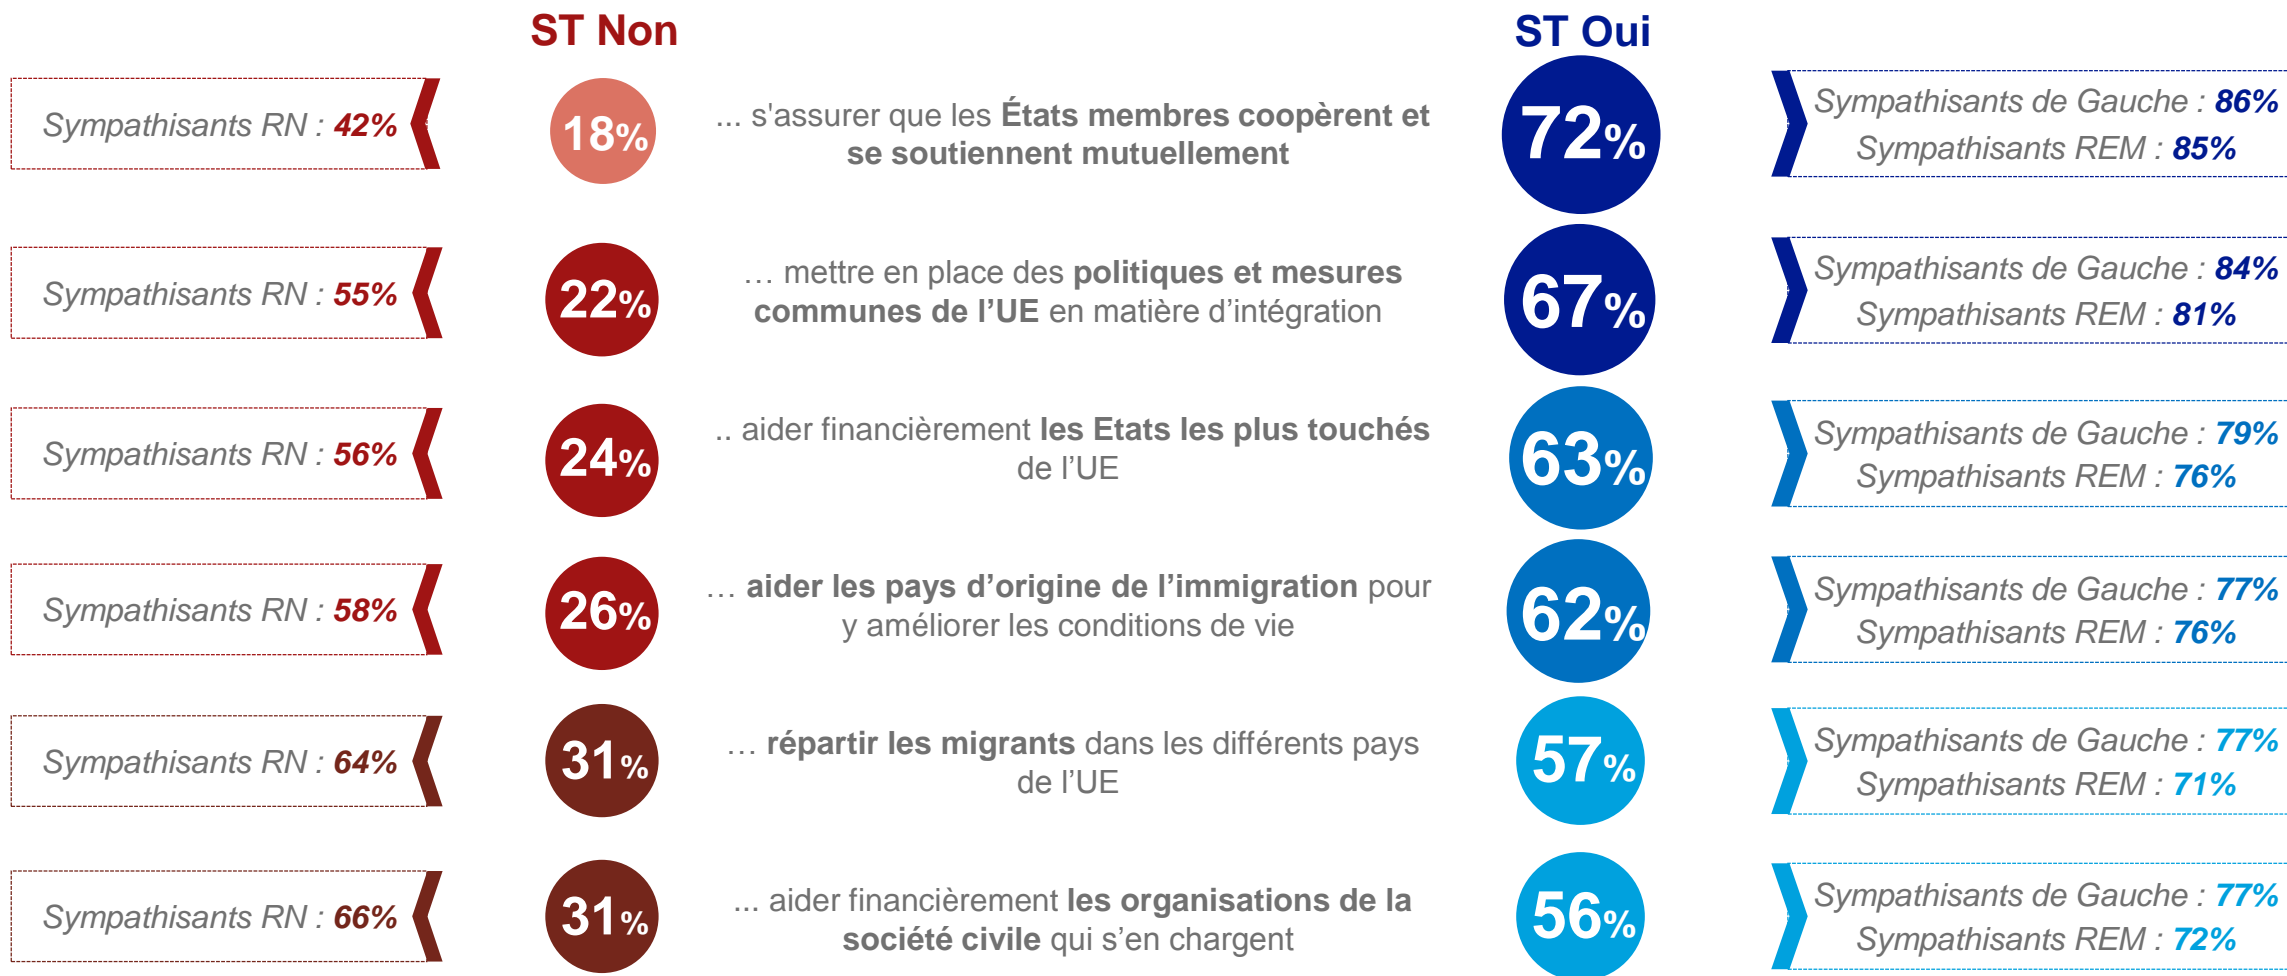 ST Non
ST Oui
Sympathisants RN : 42%
18%
... s'assurer que les États membres coopèrent et
se soutiennent mutuellement
72%
Sympathisants de Gauche : 86%
Sympathisants REM : 85%
Sympathisants RN : 55%
22%
… mettre en place des politiques et mesures
communes de l’UE en matière d’intégration
67%
Sympathisants de Gauche : 84%
Sympathisants REM : 81%
Sympathisants RN : 56%
24%
.. aider financièrement les Etats les plus touchés
de l’UE
63%
Sympathisants de Gauche : 79%
Sympathisants REM : 76%
Sympathisants RN : 58%
26%
… aider les pays d’origine de l’immigration pour
y améliorer les conditions de vie
62%
Sympathisants de Gauche : 77%
Sympathisants REM : 76%
Sympathisants RN : 64%
31%
… répartir les migrants dans les différents pays
de l’UE
57%
Sympathisants de Gauche : 77%
Sympathisants REM : 71%
Sympathisants RN : 66%
31%
... aider financièrement les organisations de la
société civile qui s’en chargent
56%
Sympathisants de Gauche : 77%
Sympathisants REM : 72%